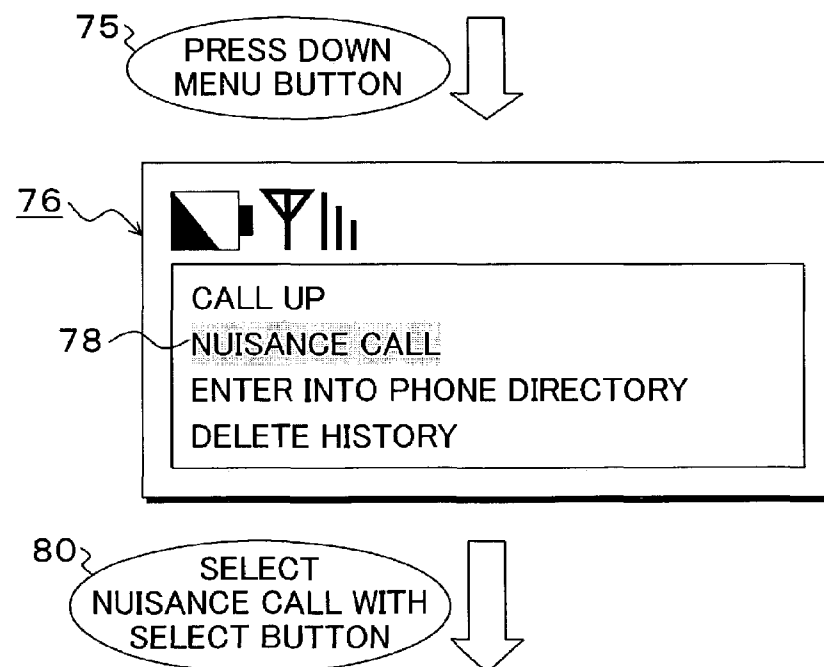 75
PRESS DOWN
MENU BUTTON
76
CALL UP
78
NUISANCE CALL
ENTER INTO PHONE DIRECTORY
DELETE HISTORY
80
SELECT
NUISANCE CALL WITH
SELECT BUTTON